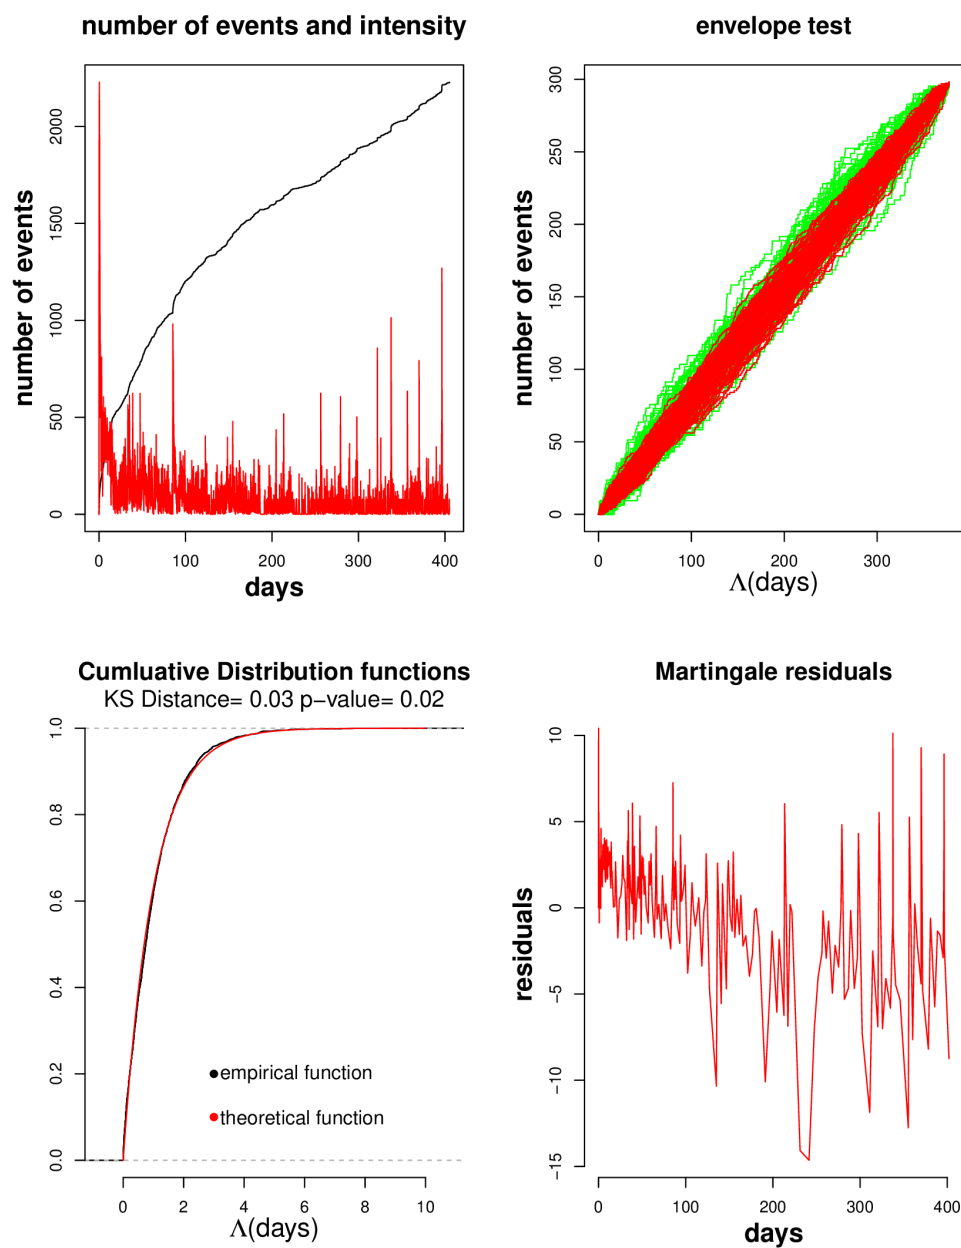 number of events and intensity
number of events
2000
1500
1000
500
0
0 100 200 300 400
days
envelope test
number of events
300
250
200
150
100
50
0
0 100 200 300
Λ(days)
Cumluative Distribution functions
KS Distance= 0.03 p−value= 0.02
1.0
0.8
0.6
0.4
0.2
0.0
empirical function
theoretical function
0 2 4 6 8 10
Λ(days)
Martingale residuals
residuals
10
5
0
−5
−10
−15
0 100 200 300 400
days